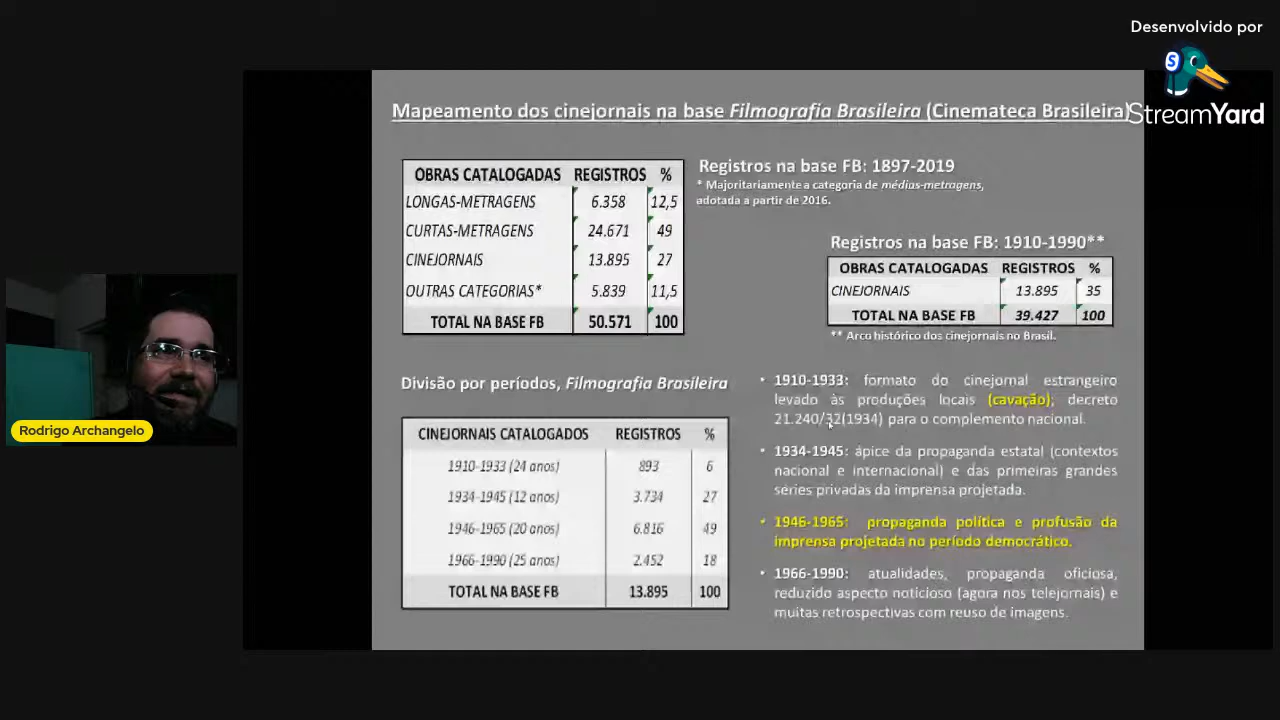 Desenvolvido por
StreamYard
Mapeamento dos cinejornais na base Filmografia Brasileira (Cinemateca Brasileira)
OBRAS CATALOGADAS REGISTROS %
LONGAS-METRAGENS 6.358 12,5
CURTAS-METRAGENS 24.671 49
CINEJORNAIS 13.895 27
OUTRAS CATEGORIAS* 5.839 11,5
TOTAL NA BASE FB 50.571 100
Registros na base FB: 1897-2019
* Majoritariamente a categoria de médias-metragens,
adotada a partir de 2016.
Registros na base FB: 1910-1990**
OBRAS CATALOGADAS REGISTROS %
CINEJORNAIS 13.895 35
TOTAL NA BASE FB 39.427 100
** Arco histórico dos cinejornais no Brasil.
Divisão por períodos, Filmografia Brasileira
CINEJORNAIS CATALOGADOS REGISTROS %
1910-1933 (24 anos) 893 6
1934-1945 (12 anos) 3.734 27
1946-1965 (20 anos) 6.816 49
1966-1990 (25 anos) 2.452 18
TOTAL NA BASE FB 13.895 100
• 1910-1933: formato do cinejornal estrangeiro
levado às produções locais (cavação); decreto
21.240/32(1934) para o complemento nacional.
• 1934-1945: ápice da propaganda estatal (contextos
nacional e internacional) e das primeiras grandes
séries privadas da imprensa projetada.
• 1946-1965: propaganda política e profusão da
imprensa projetada no período democrático.
• 1966-1990: atualidades, propaganda oficiosa,
reduzido aspecto noticioso (agora nos telejornais) e
muitas retrospectivas com reuso de imagens.
Rodrigo Archangelo